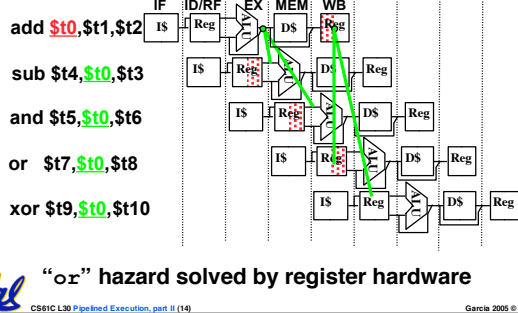 IF ID/RF EX MEM WB
add $t0,$t1,$t2 I$ Reg ALU D$ Reg
sub $t4,$t0,$t3 I$ Reg ALU D$ Reg
and $t5,$t0,$t6 I$ Reg ALU D$ Reg
or $t7,$t0,$t8 I$ Reg ALU D$ Reg
xor $t9,$t0,$t10 I$ Reg ALU D$ Reg
"or" hazard solved by register hardware
Cal
CS61C L30 Pipelined Execution, part II (14)
Garcia 2005 ©